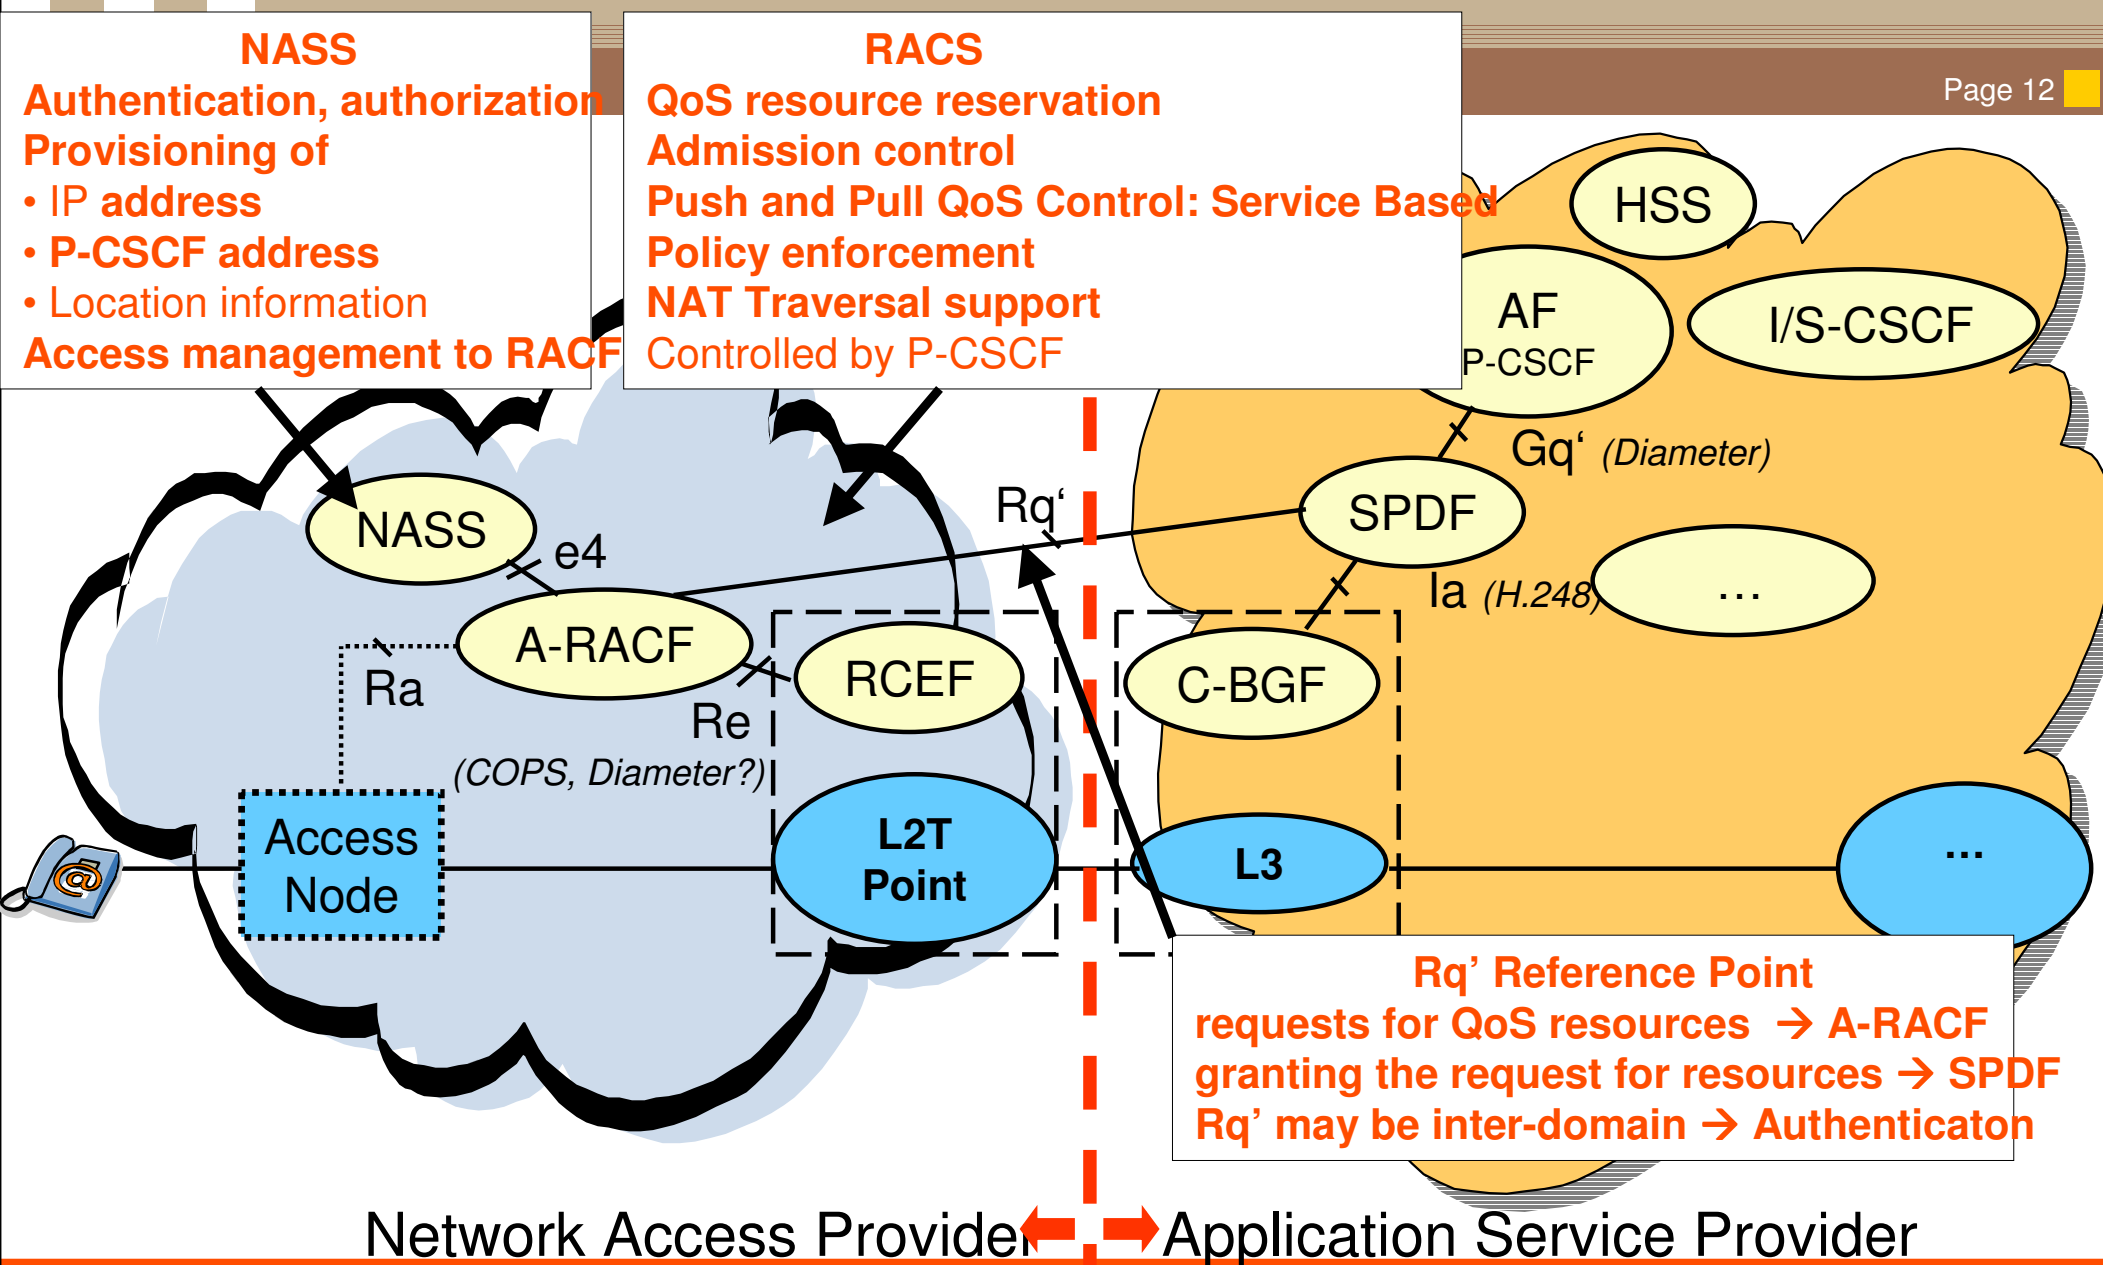 NASS
Authentication, authorization
Provisioning of
• IP address
• P-CSCF address
• Location information
Access management to RACF
RACS
QoS resource reservation
Admission control
Push and Pull QoS Control: Service Based
Policy enforcement
NAT Traversal support
Controlled by P-CSCF
Page 12
HSS
AF
P-CSCF
I/S-CSCF
Gq‘ (Diameter)
SPDF
Rq‘
NASS
e4
Ia (H.248)
...
A-RACF
RCEF
C-BGF
Ra
Re
(COPS, Diameter?)
Access
Node
L2T
Point
L3
...
@
Rq’ Reference Point
requests for QoS resources → A-RACF
granting the request for resources → SPDF
Rq’ may be inter-domain → Authenticaton
Network Access Provider
Application Service Provider